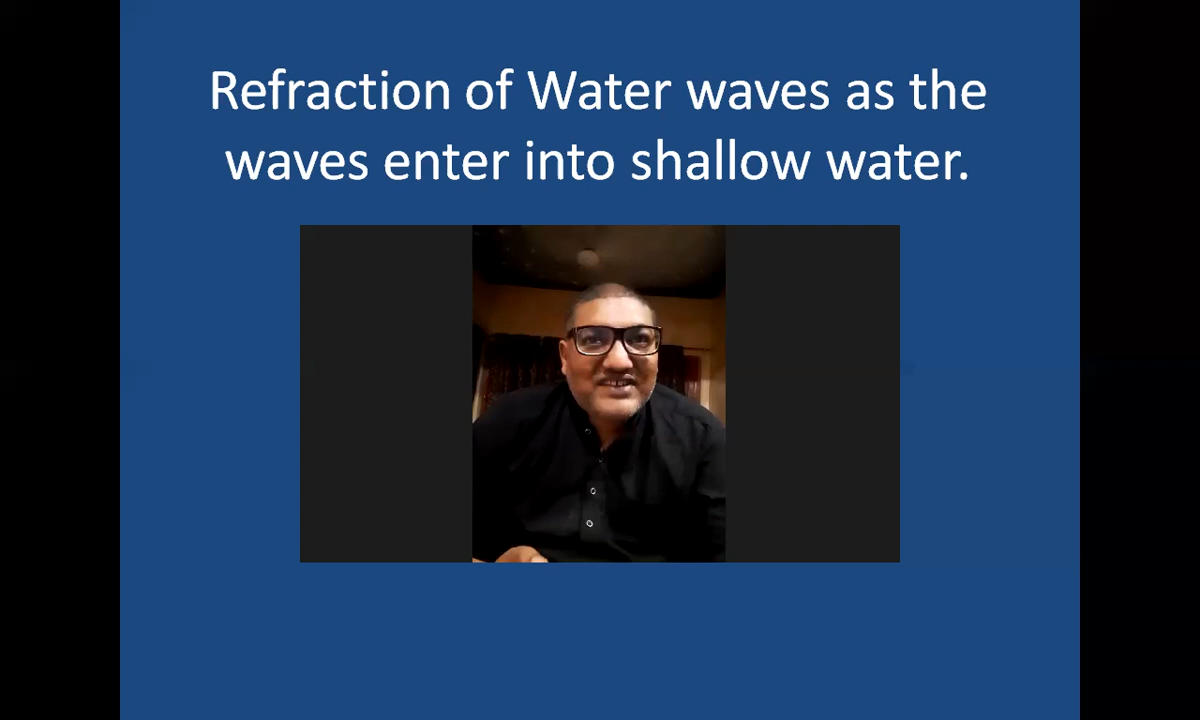 Refraction of Water waves as the
waves enter into shallow water.